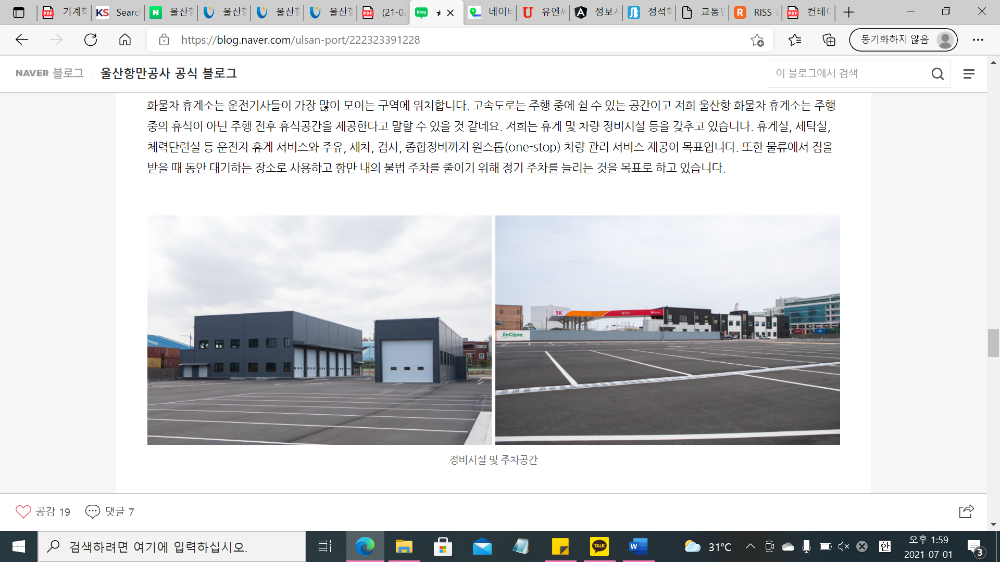 기계학
Search
울산항
울산항
울산항
울산항
(21-02
네이버
유엔씨
정보시
정석학
교통안
RISS 검
컨테이
https://blog.naver.com/ulsan-port/222323391228
동기화하지 않음
NAVER 블로그
울산항만공사 공식 블로그
이 블로그에서 검색
화물차 휴게소는 운전기사들이 가장 많이 모이는 구역에 위치합니다. 고속도로는 주행 중에 쉴 수 있는 공간이고 저희 울산항 화물차 휴게소는 주행
중의 휴식이 아닌 주행 전후 휴식공간을 제공한다고 말할 수 있을 것 같네요. 저희는 휴게 및 차량 정비시설 등을 갖추고 있습니다. 휴게실, 세탁실,
체력단련실 등 운전자 휴게 서비스와 주유, 세차, 검사, 종합정비까지 원스톱(one-stop) 차량 관리 서비스 제공이 목표입니다. 또한 물류에서 짐을
받을 때 동안 대기하는 장소로 사용하고 항만 내의 불법 주차를 줄이기 위해 정기 주차를 늘리는 것을 목표로 하고 있습니다.
SK
EnClean
정비시설 및 주차공간
공감 19
댓글 7
검색하려면 여기에 입력하십시오.
31°C
한
오후 1:59
2021-07-01
3